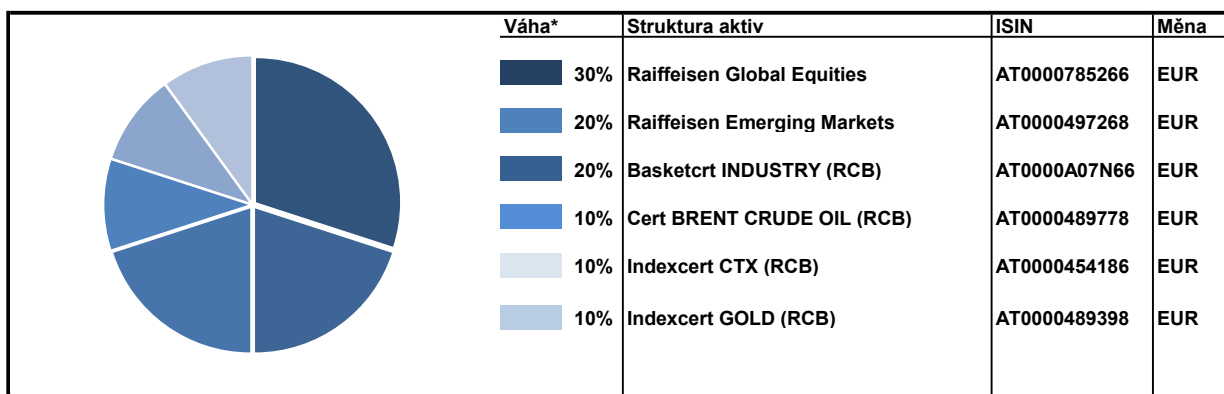 Váha* Struktura aktiv ISIN Měna
30% Raiffeisen Global Equities AT0000785266 EUR
20% Raiffeisen Emerging Markets AT0000497268 EUR
20% Basketcrt INDUSTRY (RCB) AT0000A07N66 EUR
10% Cert BRENT CRUDE OIL (RCB) AT0000489778 EUR
10% Indexcert CTX (RCB) AT0000454186 EUR
10% Indexcert GOLD (RCB) AT0000489398 EUR